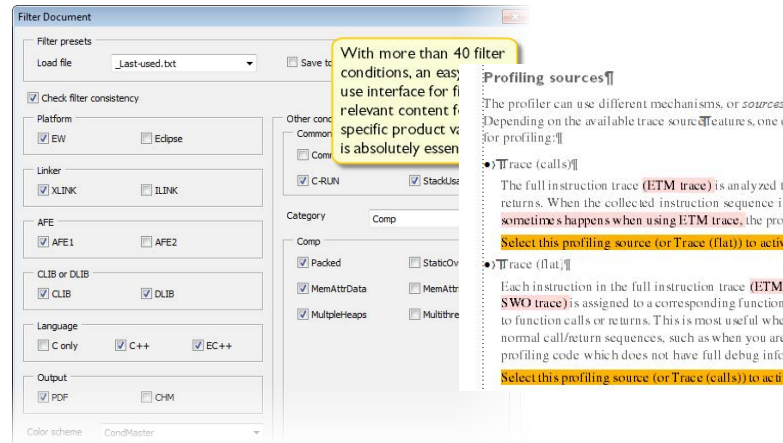 Filter Document
Filter presets
Load file
_Last-used.txt
Save to
With more than 40 filter
conditions, an easy
use interface for fi
relevant content f
specific product va
is absolutely essen
Check filter consistency
Platform
EW
Eclipse
Linker
XLINK
ILINK
AFE
AFE1
AFE2
CLIB or DLIB
CLIB
DLIB
Language
C only
C++
EC++
Output
PDF
CHM
Color scheme
CondMaster
Other cond
Common
Com
C-RUN
StackUsa
Category
Comp
Comp
Packed
StaticOv
MemAttrData
MemAttr
MultpleHeaps
Multithre
Profiling sources¶
The profiler can use different mechanisms, or sources
Depending on the available trace source features, one
for profiling:¶
Trace (calls)¶
The full instruction trace (ETM trace) is analyzed
returns. When the collected instruction sequence i
sometimes happens when using ETM trace, the pro
Select this profiling source (or Trace (flat)) to activ
Trace (flat)¶
Each instruction in the full instruction trace (ETM
SWO trace) is assigned to a corresponding function
to function calls or returns. This is most useful whe
normal call/return sequences, such as when you are
profiling code which does not have full debug info
Select this profiling source (or Trace (calls)) to acti